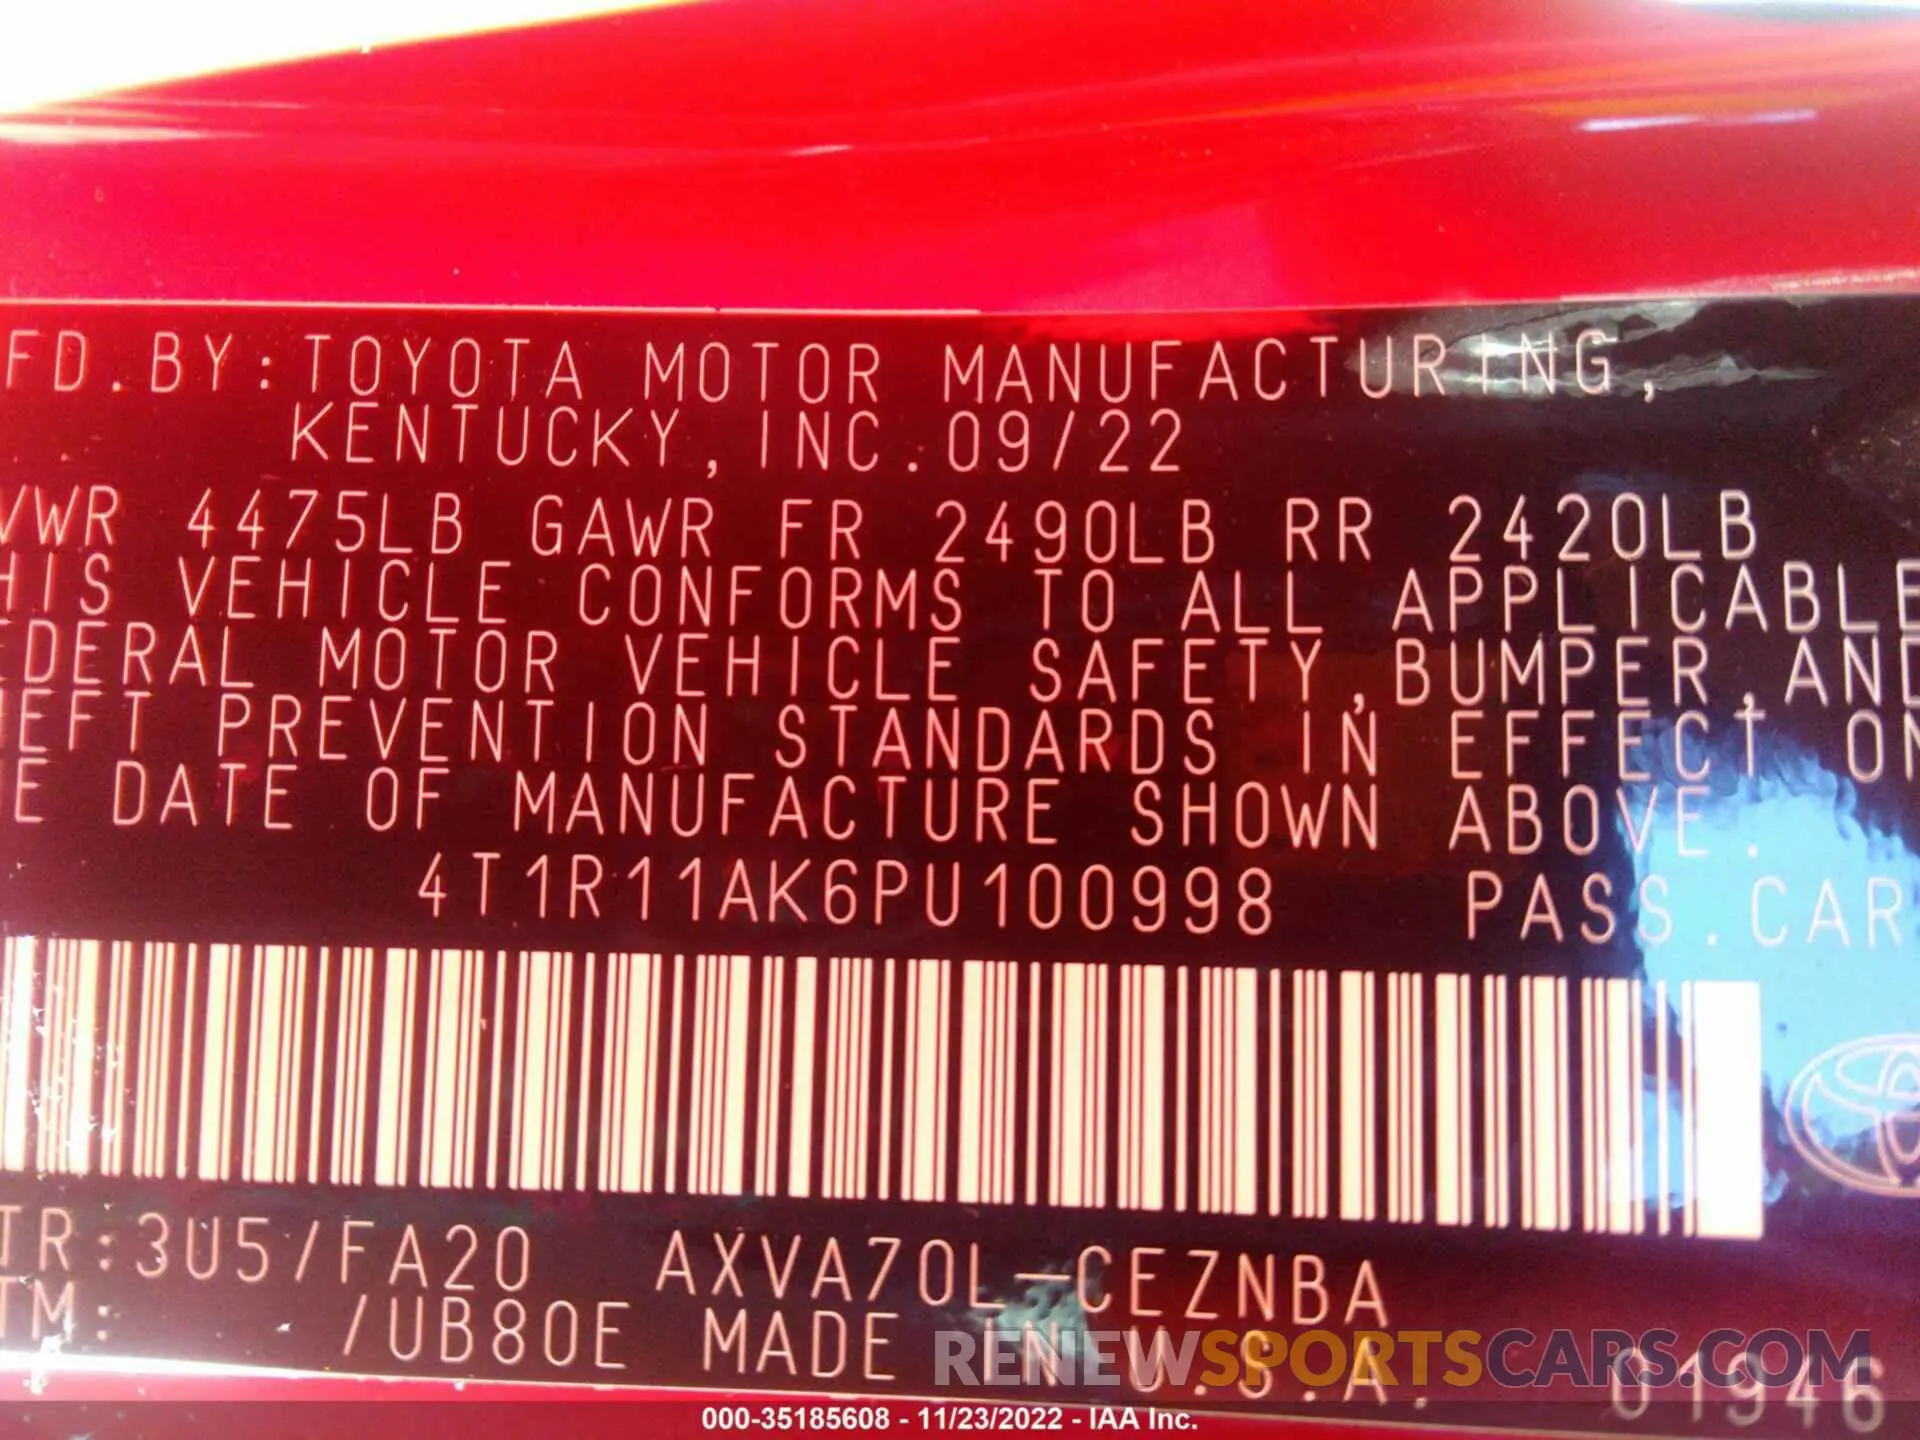 FD.BY:TOYOTA MOTOR MANUFACTURING,
KENTUCKY,INC.09/22
VWR 4475LB GAWR FR 2490LB RR 2420LB
HIS VEHICLE CONFORMS TO ALL APPLICABLE
EDERAL MOTOR VEHICLE SAFETY,BUMPER,AND
HEFT PREVENTION STANDARDS IN EFFECT ON
E DATE OF MANUFACTURE SHOWN ABOVE.
4T1R11AK6PU100998 PASS.CAR
TR:3U5/FA20 AXVA70L-CEZNBA
TM: /UB80E MADE IN U.S.A. 01946
RENEWSPORTSCARS.COM
000-35185608 - 11/23/2022 - IAA Inc.